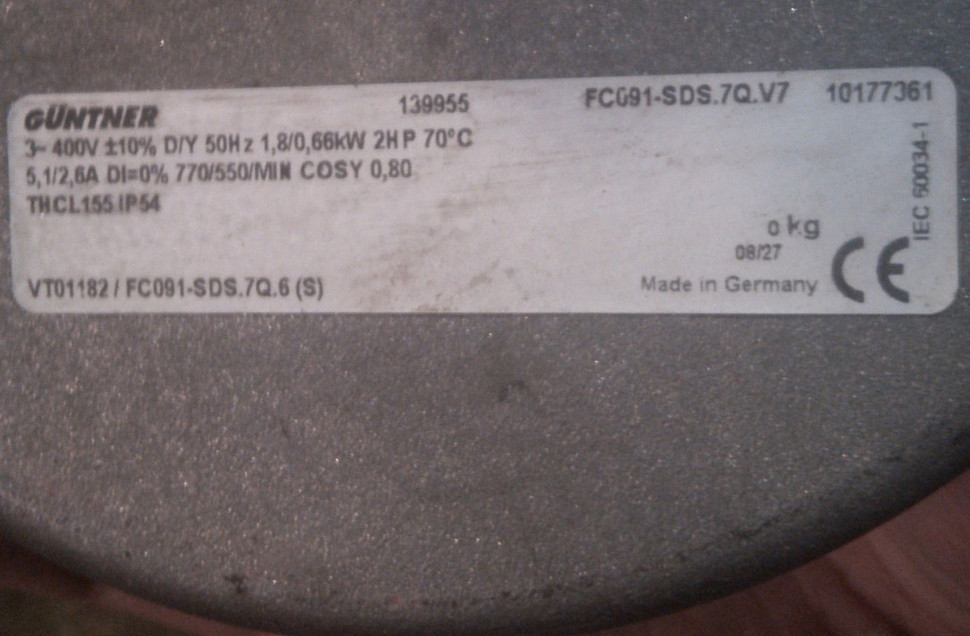 GÜNTNER 139955 FC091-SDS.7Q.V7 10177361
3~ 400V ±10% D/Y 50Hz 1,8/0,66kW 2HP 70°C
5,1/2,6A DI=0% 770/550/MIN COSY 0,80
THCL155 IP54
IEC 60034-1
0 kg
08/27
CE
Made in Germany
VT01182 / FC091-SDS.7Q.6 (S)